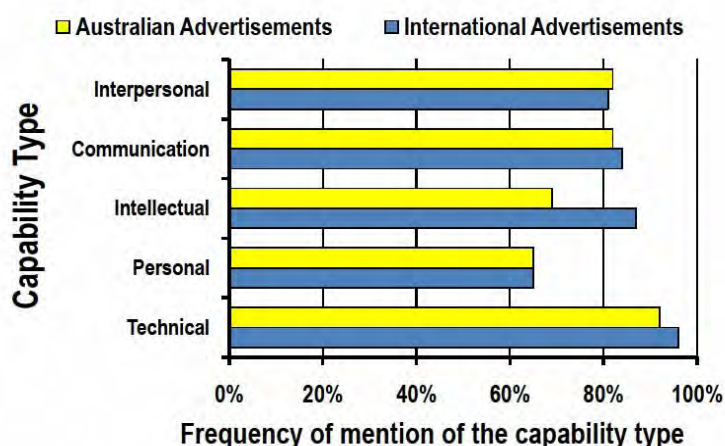 Australian Advertisements International Advertisements
Capability Type
Interpersonal
Communication
Intellectual
Personal
Technical
0% 20% 40% 60% 80% 100%
Frequency of mention of the capability type